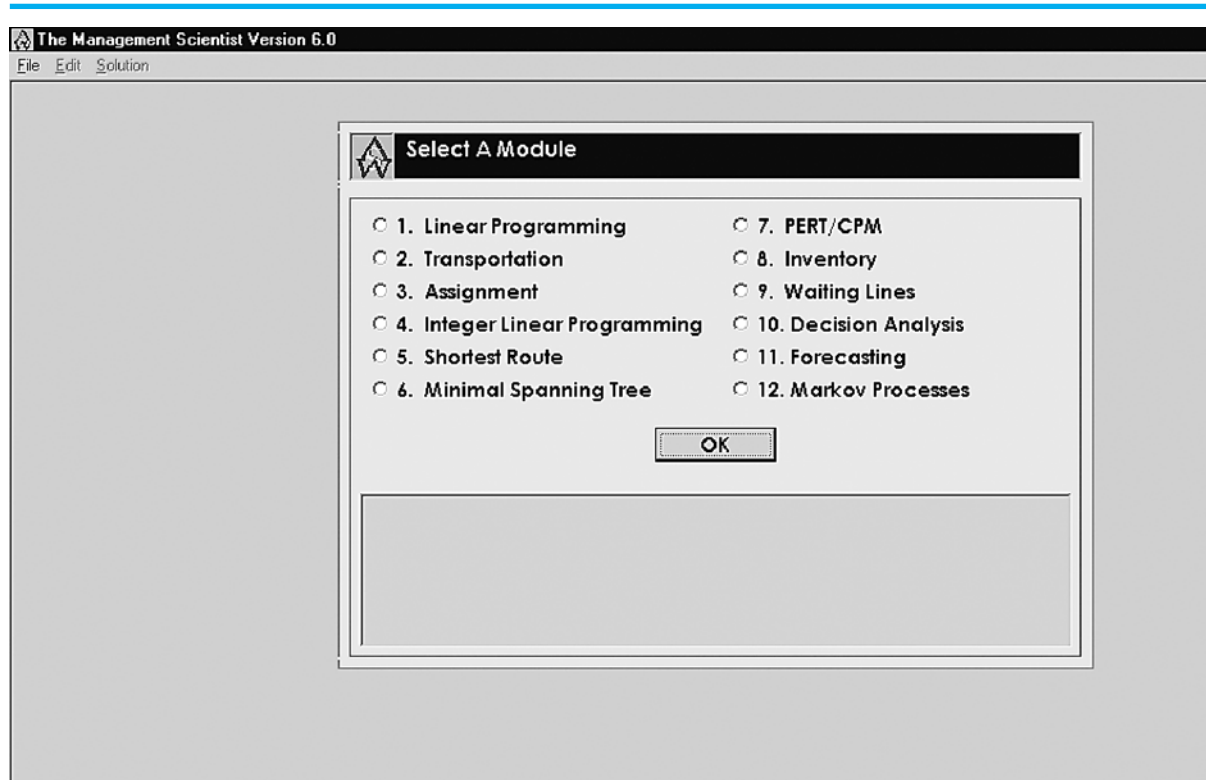 The Management Scientist Version 6.0
File Edit Solution
Select A Module
1. Linear Programming
2. Transportation
3. Assignment
4. Integer Linear Programming
5. Shortest Route
6. Minimal Spanning Tree
7. PERT/CPM
8. Inventory
9. Waiting Lines
10. Decision Analysis
11. Forecasting
12. Markov Processes
OK